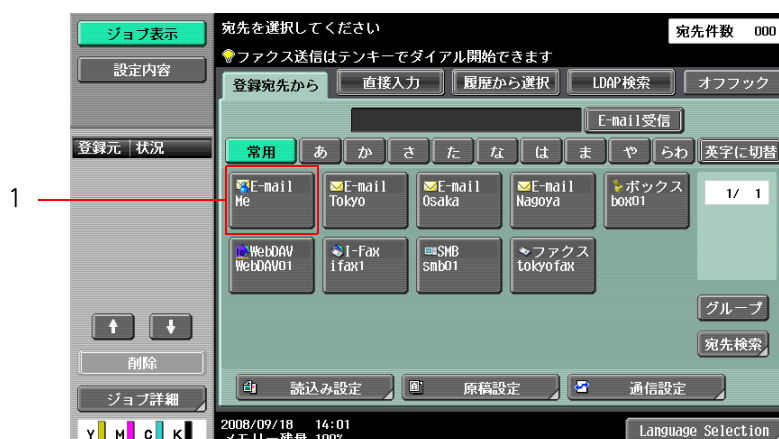 ジョブ表示
設定内容
登録元 状況
削除
ジョブ詳細
Y M C K
宛先を選択してください
宛先件数 000
ファクス送信はテンキーでダイアル開始できます
登録宛先から 直接入力 履歴から選択 LDAP検索 オフフック
E-mail受信
常用 あ か さ た な は ま や らわ 英字に切替
1
E-mail Me
E-mail Tokyo
E-mail Osaka
E-mail Nagoya
ボックス box01
1/ 1
WebDAV WebDAV01
I-Fax ifax1
SMB smb01
ファクス tokyofax
グループ
宛先検索
読込み設定 原稿設定 通信設定
2008/09/18 14:01
メモリー残量 100%
Language Selection